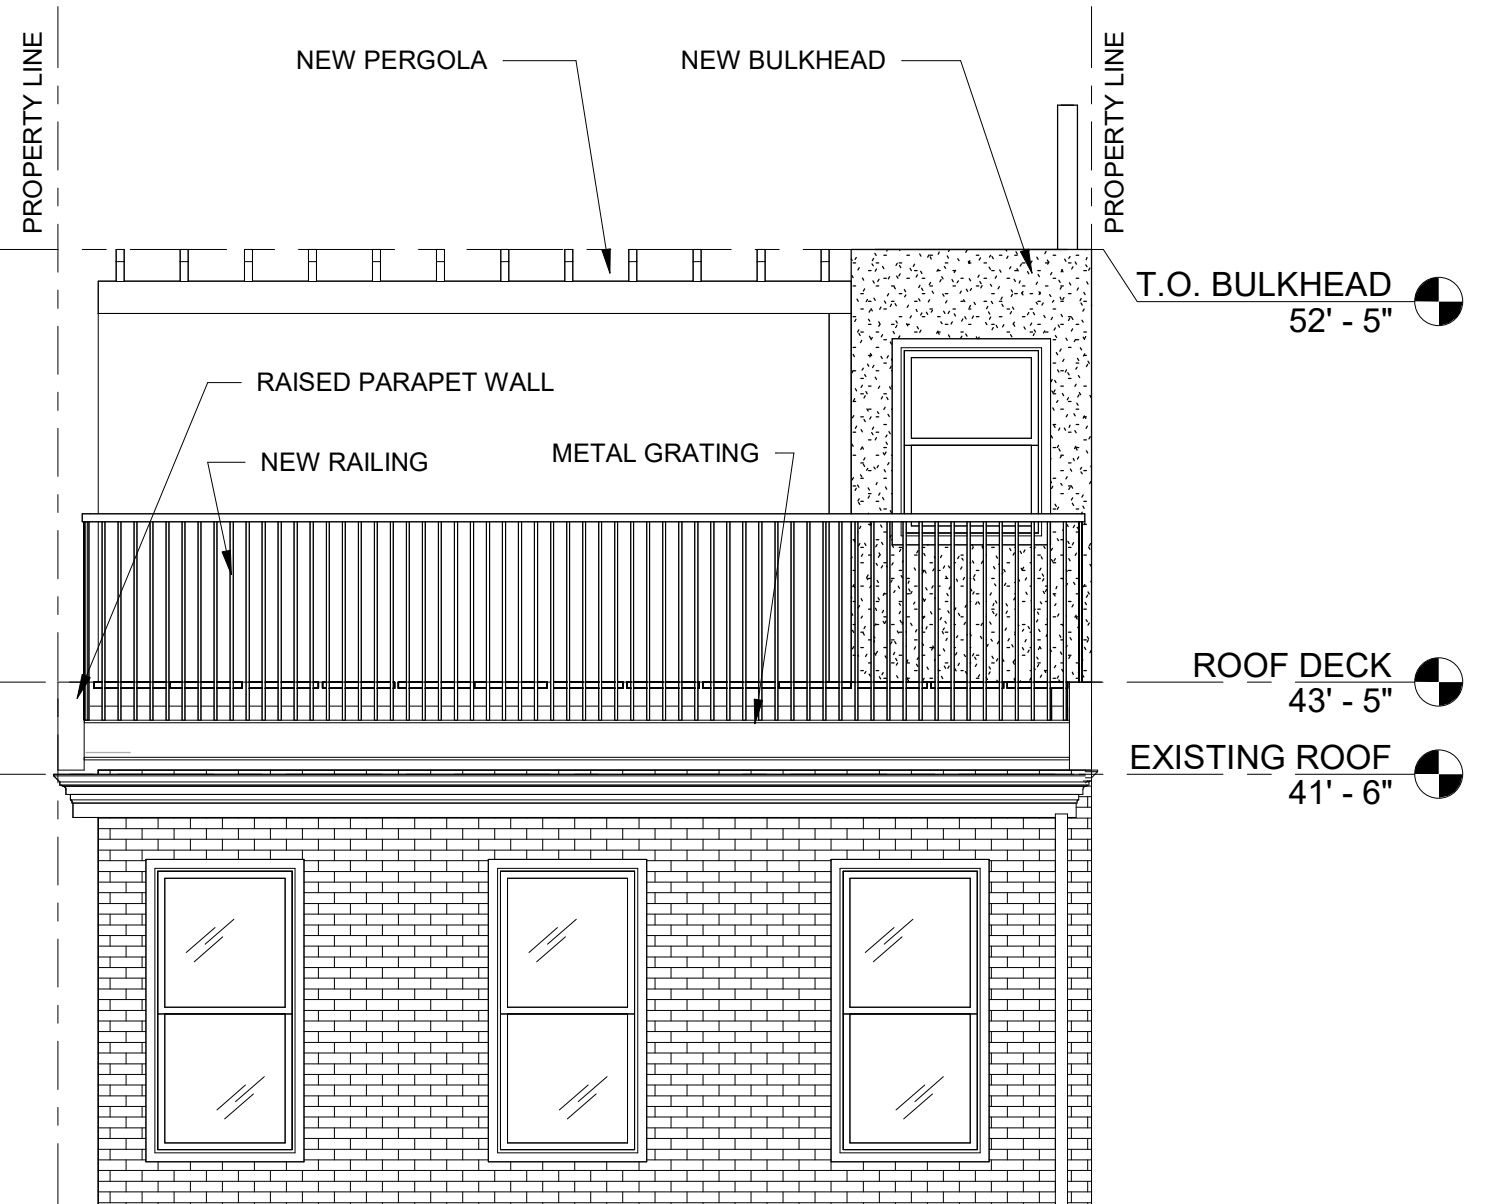 PROPERTY LINE
NEW PERGOLA
NEW BULKHEAD
PROPERTY LINE
T.O. BULKHEAD
52' - 5"
RAISED PARAPET WALL
NEW RAILING
METAL GRATING
ROOF DECK
43' - 5"
EXISTING ROOF
41' - 6"